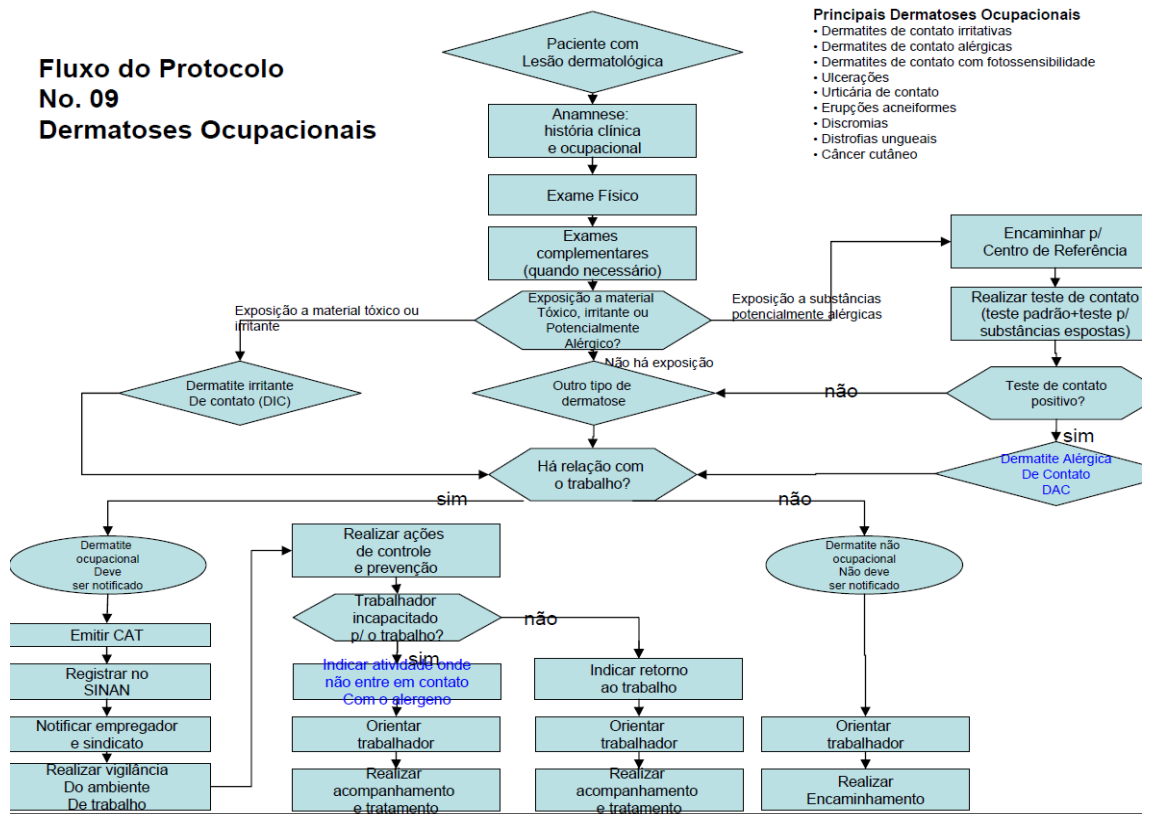 Fluxo do Protocolo
No. 09
Dermatoses Ocupacionais
Principais Dermatoses Ocupacionais
• Dermatites de contato irritativas
• Dermatites de contato alérgicas
• Dermatites de contato com fotossensibilidade
• Ulcerações
• Urticária de contato
• Erupções acneiformes
• Discromias
• Distrofias ungueais
• Câncer cutâneo
Paciente com
Lesão dermatológica
Anamnese:
história clínica
e ocupacional
Exame Físico
Exames
complementares
(quando necessário)
Exposição a material
Tóxico, irritante ou
Potencialmente
Alérgico?
Exposição a material tóxico ou
irritante
Exposição a substâncias
potencialmente alérgicas
Encaminhar p/
Centro de Referência
Realizar teste de contato
(teste padrão+teste p/
substâncias espostas)
Não há exposição
Dermatite irritante
De contato (DIC)
Outro tipo de
dermatose
não
Teste de contato
positivo?
sim
Dermatite Alérgica
De Contato
DAC
Há relação com
o trabalho?
sim
não
Dermatite
ocupacional
Deve
ser notificado
Realizar ações
de controle
e prevenção
Dermatite não
ocupacional
Não deve
ser notificado
Trabalhador
incapacitado
p/ o trabalho?
não
sim
Emitir CAT
Registrar no
SINAN
Notificar empregador
e sindicato
Realizar vigilância
Do ambiente
De trabalho
Indicar atividade onde
não entre em contato
Com o alergeno
Orientar
trabalhador
Realizar
acompanhamento
e tratamento
Indicar retorno
ao trabalho
Orientar
trabalhador
Realizar
acompanhamento
e tratamento
Orientar
trabalhador
Realizar
Encaminhamento